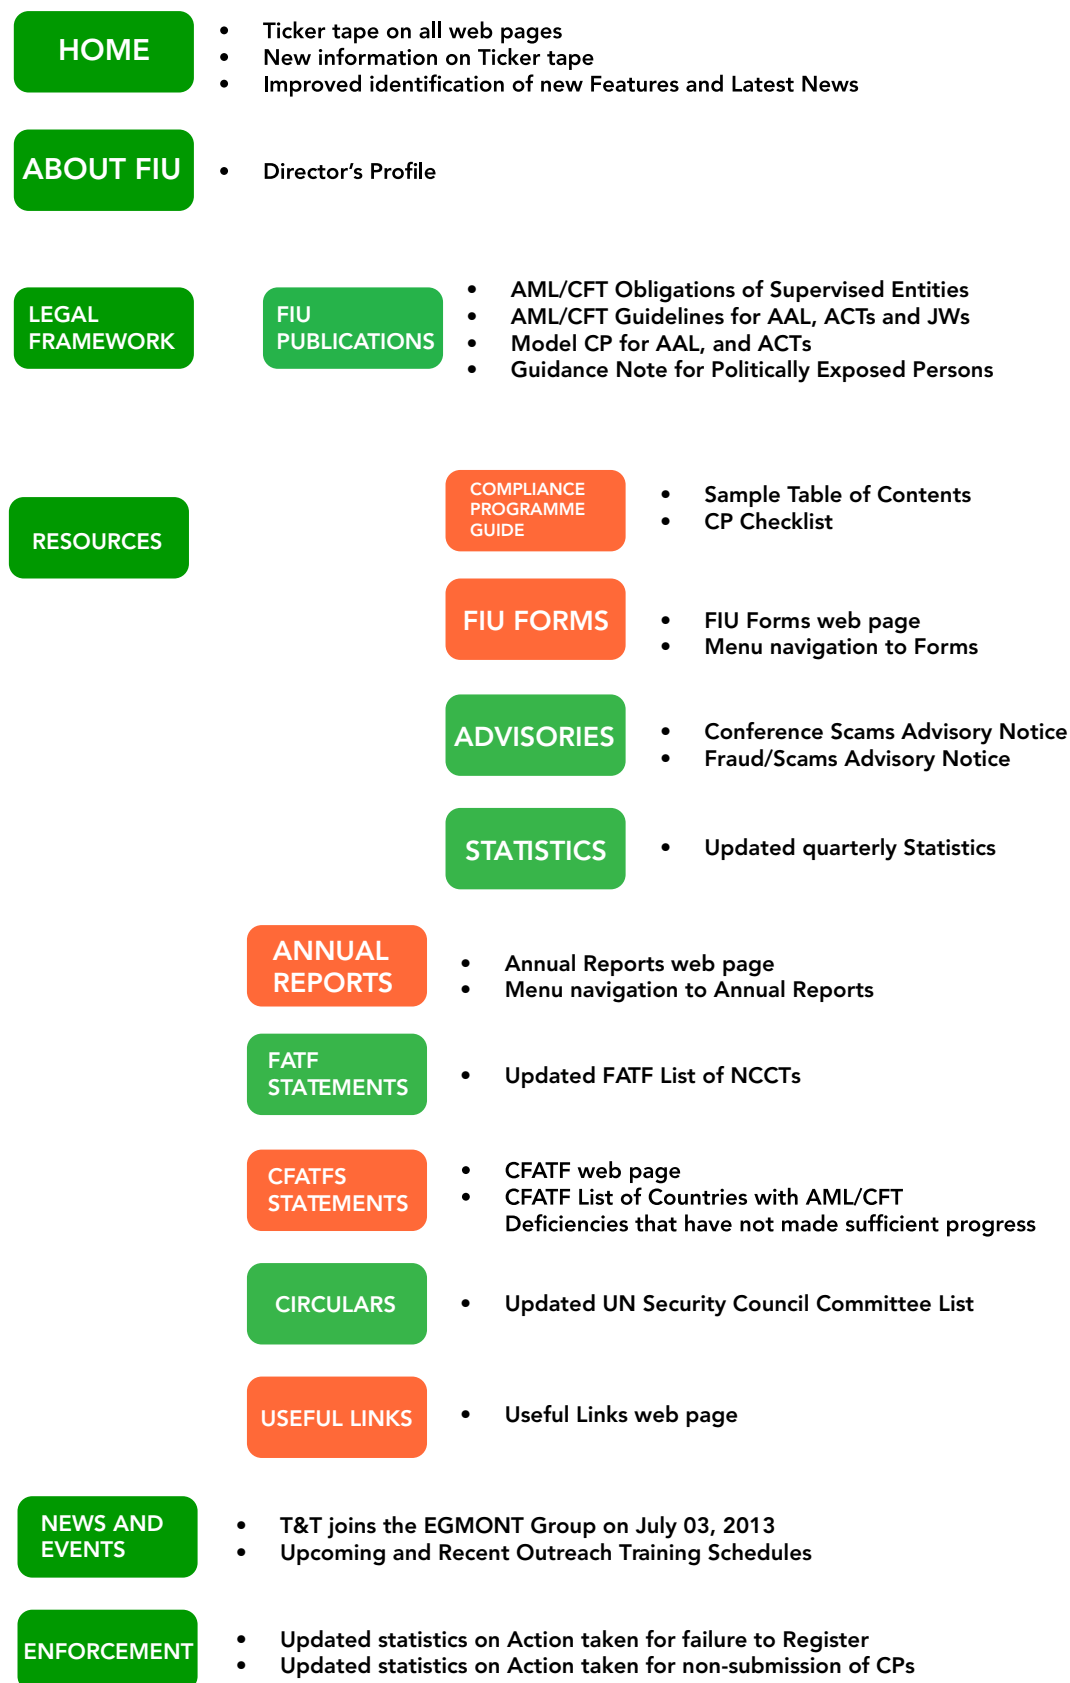 HOME
• Ticker tape on all web pages
• New information on Ticker tape
• Improved identification of new Features and Latest News
ABOUT FIU
• Director's Profile
LEGAL
FRAMEWORK
FIU
PUBLICATIONS
• AML/CFT Obligations of Supervised Entities
• AML/CFT Guidelines for AAL, ACTs and JWs
• Model CP for AAL, and ACTs
• Guidance Note for Politically Exposed Persons
RESOURCES
COMPLIANCE
PROGRAMME
GUIDE
• Sample Table of Contents
• CP Checklist
FIU FORMS
• FIU Forms web page
• Menu navigation to Forms
ADVISORIES
• Conference Scams Advisory Notice
• Fraud/Scams Advisory Notice
STATISTICS
• Updated quarterly Statistics
ANNUAL
REPORTS
• Annual Reports web page
• Menu navigation to Annual Reports
FATF
STATEMENTS
• Updated FATF List of NCCTs
CFATFS
STATEMENTS
• CFATF web page
• CFATF List of Countries with AML/CFT
Deficiencies that have not made sufficient progress
CIRCULARS
• Updated UN Security Council Committee List
USEFUL LINKS
• Useful Links web page
NEWS AND
EVENTS
• T&T joins the EGMONT Group on July 03, 2013
• Upcoming and Recent Outreach Training Schedules
ENFORCEMENT
• Updated statistics on Action taken for failure to Register
• Updated statistics on Action taken for non-submission of CPs